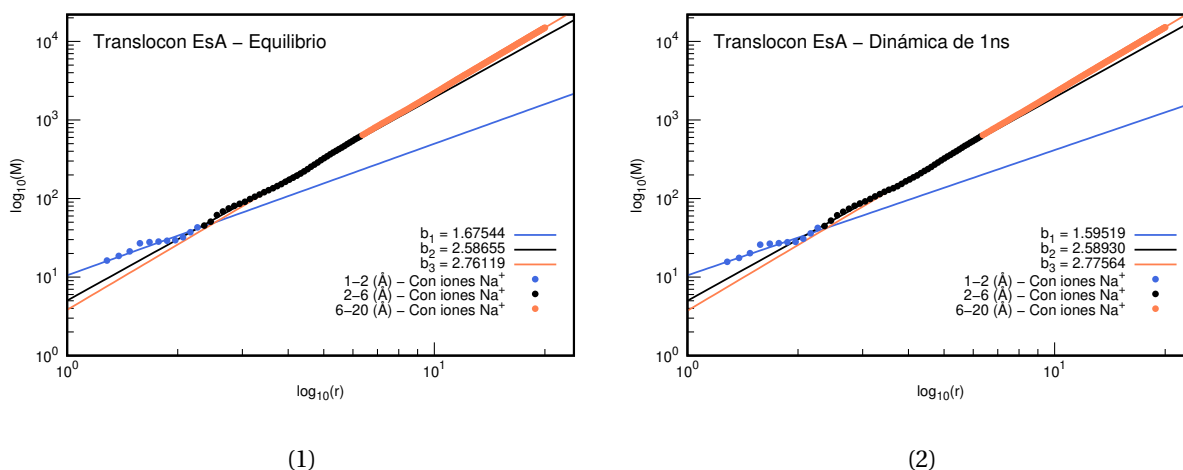 Translocon EsA – Equilibrio
log10(M)
10^4
10^3
10^2
10^1
10^0
b1 = 1.67544
b2 = 2.58655
b3 = 2.76119
1–2 (Å) – Con iones Na+
2–6 (Å) – Con iones Na+
6–20 (Å) – Con iones Na+
10^0
10^1
log10(r)
(1)
Translocon EsA – Dinámica de 1ns
log10(M)
10^4
10^3
10^2
10^1
10^0
b1 = 1.59519
b2 = 2.58930
b3 = 2.77564
1–2 (Å) – Con iones Na+
2–6 (Å) – Con iones Na+
6–20 (Å) – Con iones Na+
10^0
10^1
log10(r)
(2)